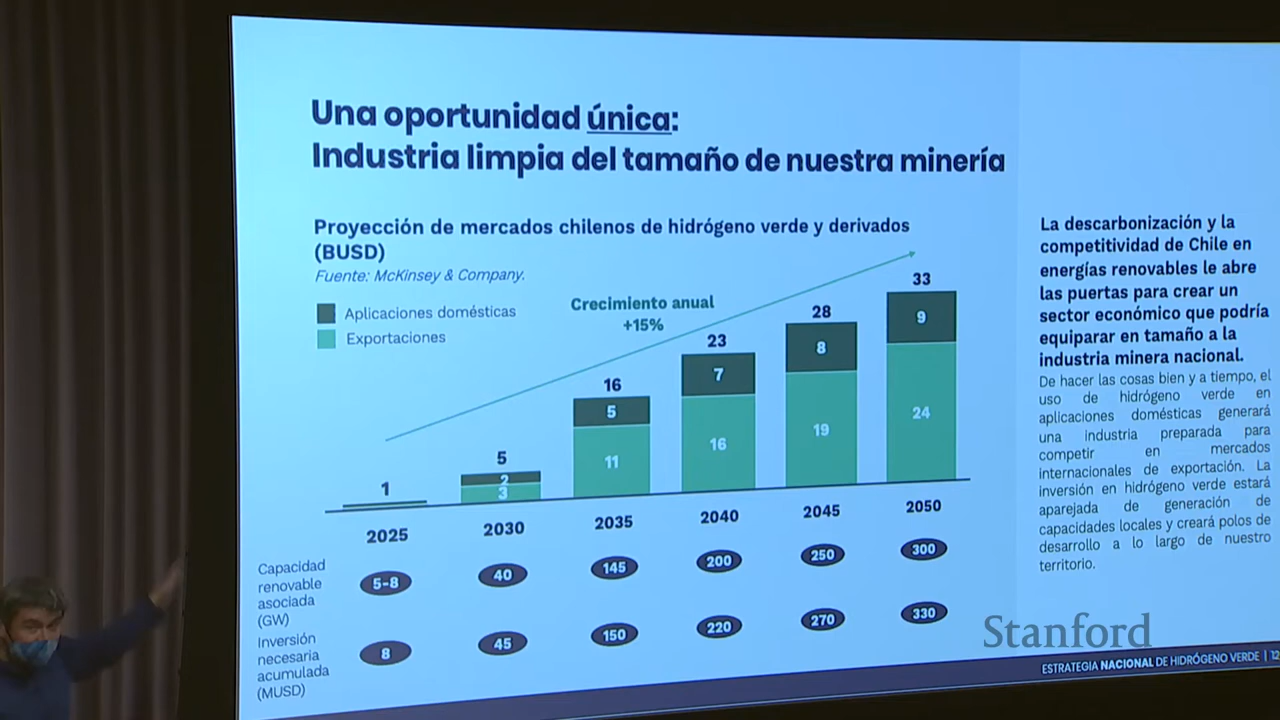 Una oportunidad única:
Industria limpia del tamaño de nuestra minería
Proyección de mercados chilenos de hidrógeno verde y derivados
(BUSD)
Fuente: McKinsey & Company.
Aplicaciones domésticas
Exportaciones
Crecimiento anual
+15%
1
5
2
3
16
5
11
23
7
16
28
8
19
33
9
24
2025
2030
2035
2040
2045
2050
Capacidad
renovable
asociada
(GW)
5-8
40
145
200
250
300
Inversión
necesaria
acumulada
(MUSD)
8
45
150
220
270
330
La descarbonización y la
competitividad de Chile en
energías renovables le abre
las puertas para crear un
sector económico que podría
equiparar en tamaño a la
industria minera nacional.
De hacer las cosas bien y a tiempo, el
uso de hidrógeno verde en
aplicaciones domésticas generará
una industria preparada para
competir en mercados
internacionales de exportación. La
inversión en hidrógeno verde estará
aparejada de generación de
capacidades locales y creará polos de
desarrollo a lo largo de nuestro
territorio.
Stanford
ESTRATEGIA NACIONAL DE HIDRÓGENO VERDE | 12